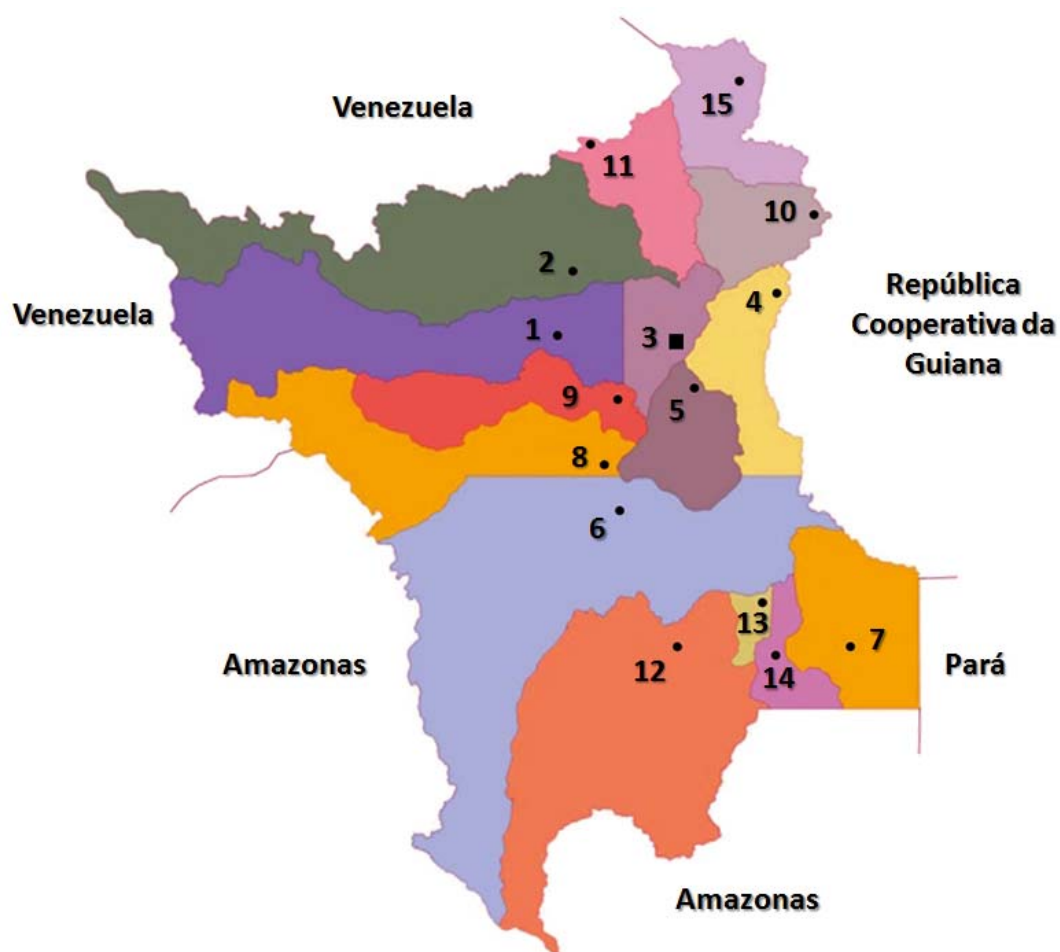 15
Venezuela
11
10
2
República
Cooperativa da
Guiana
4
Venezuela
1
3
9
5
8
6
13
7
Amazonas
12
14
Pará
Amazonas